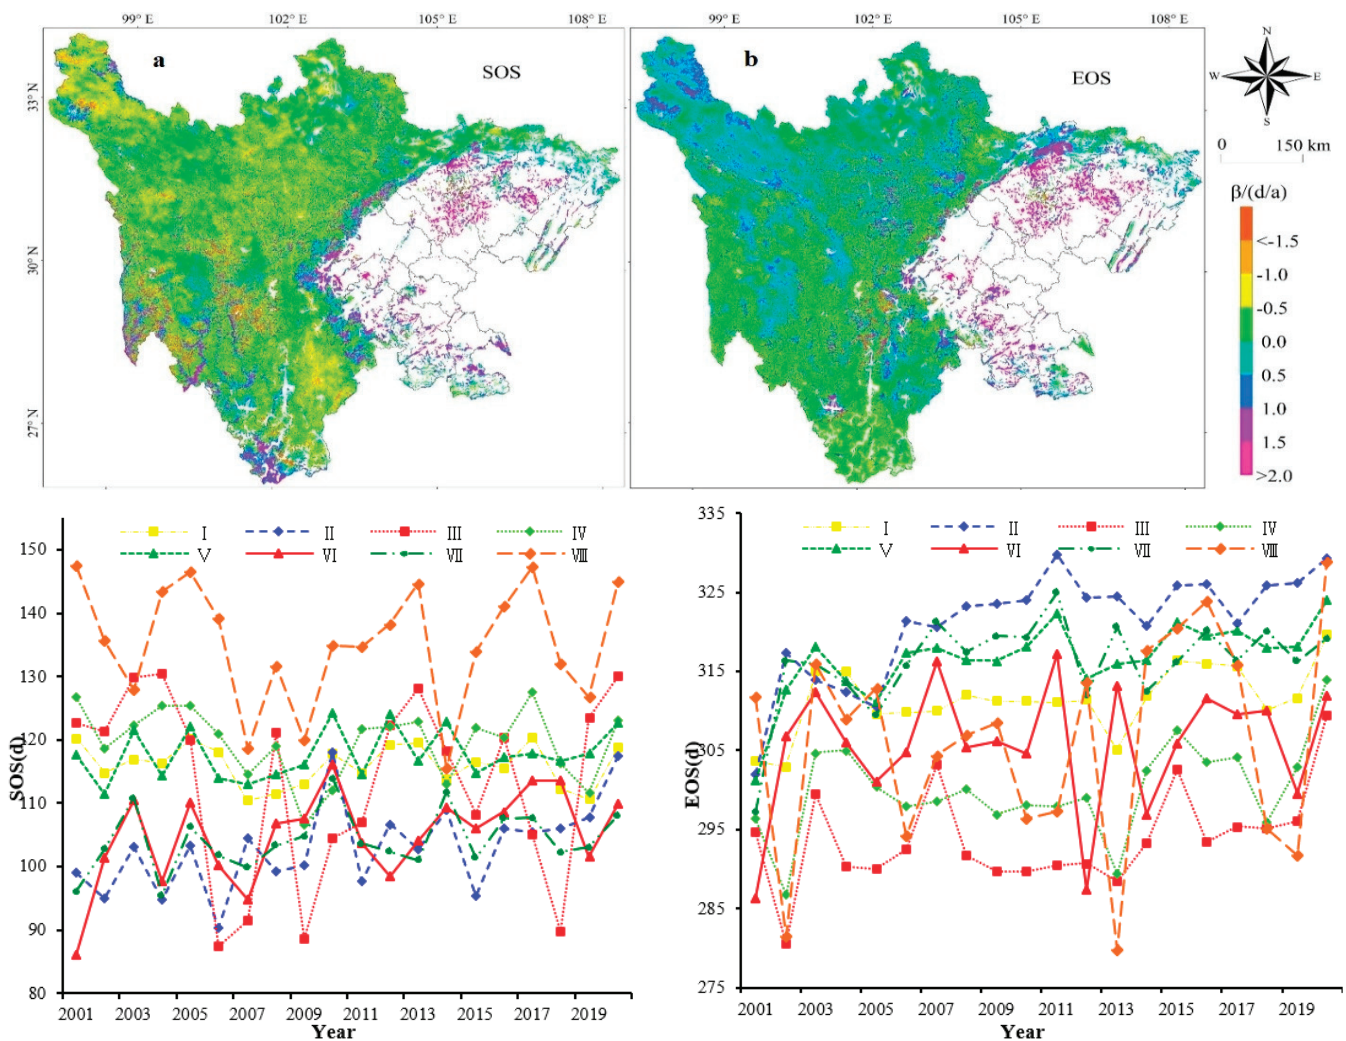 99° E 102° E 105° E 108° E 99° E 102° E 105° E 108° E
a SOS b EOS
N
W E
S
0 150 km
33° N
30° N
27° N
β/(d/a)
<-1.5
-1.0
-0.5
0.0
0.5
1.0
1.5
>2.0
I II III IV
V VI VII VIII
SOS(d)
150
140
130
120
110
100
90
80
2001 2003 2005 2007 2009 2011 2013 2015 2017 2019
Year
I II III IV
V VI VII VIII
EOS(d)
335
325
315
305
295
285
275
2001 2003 2005 2007 2009 2011 2013 2015 2017 2019
Year